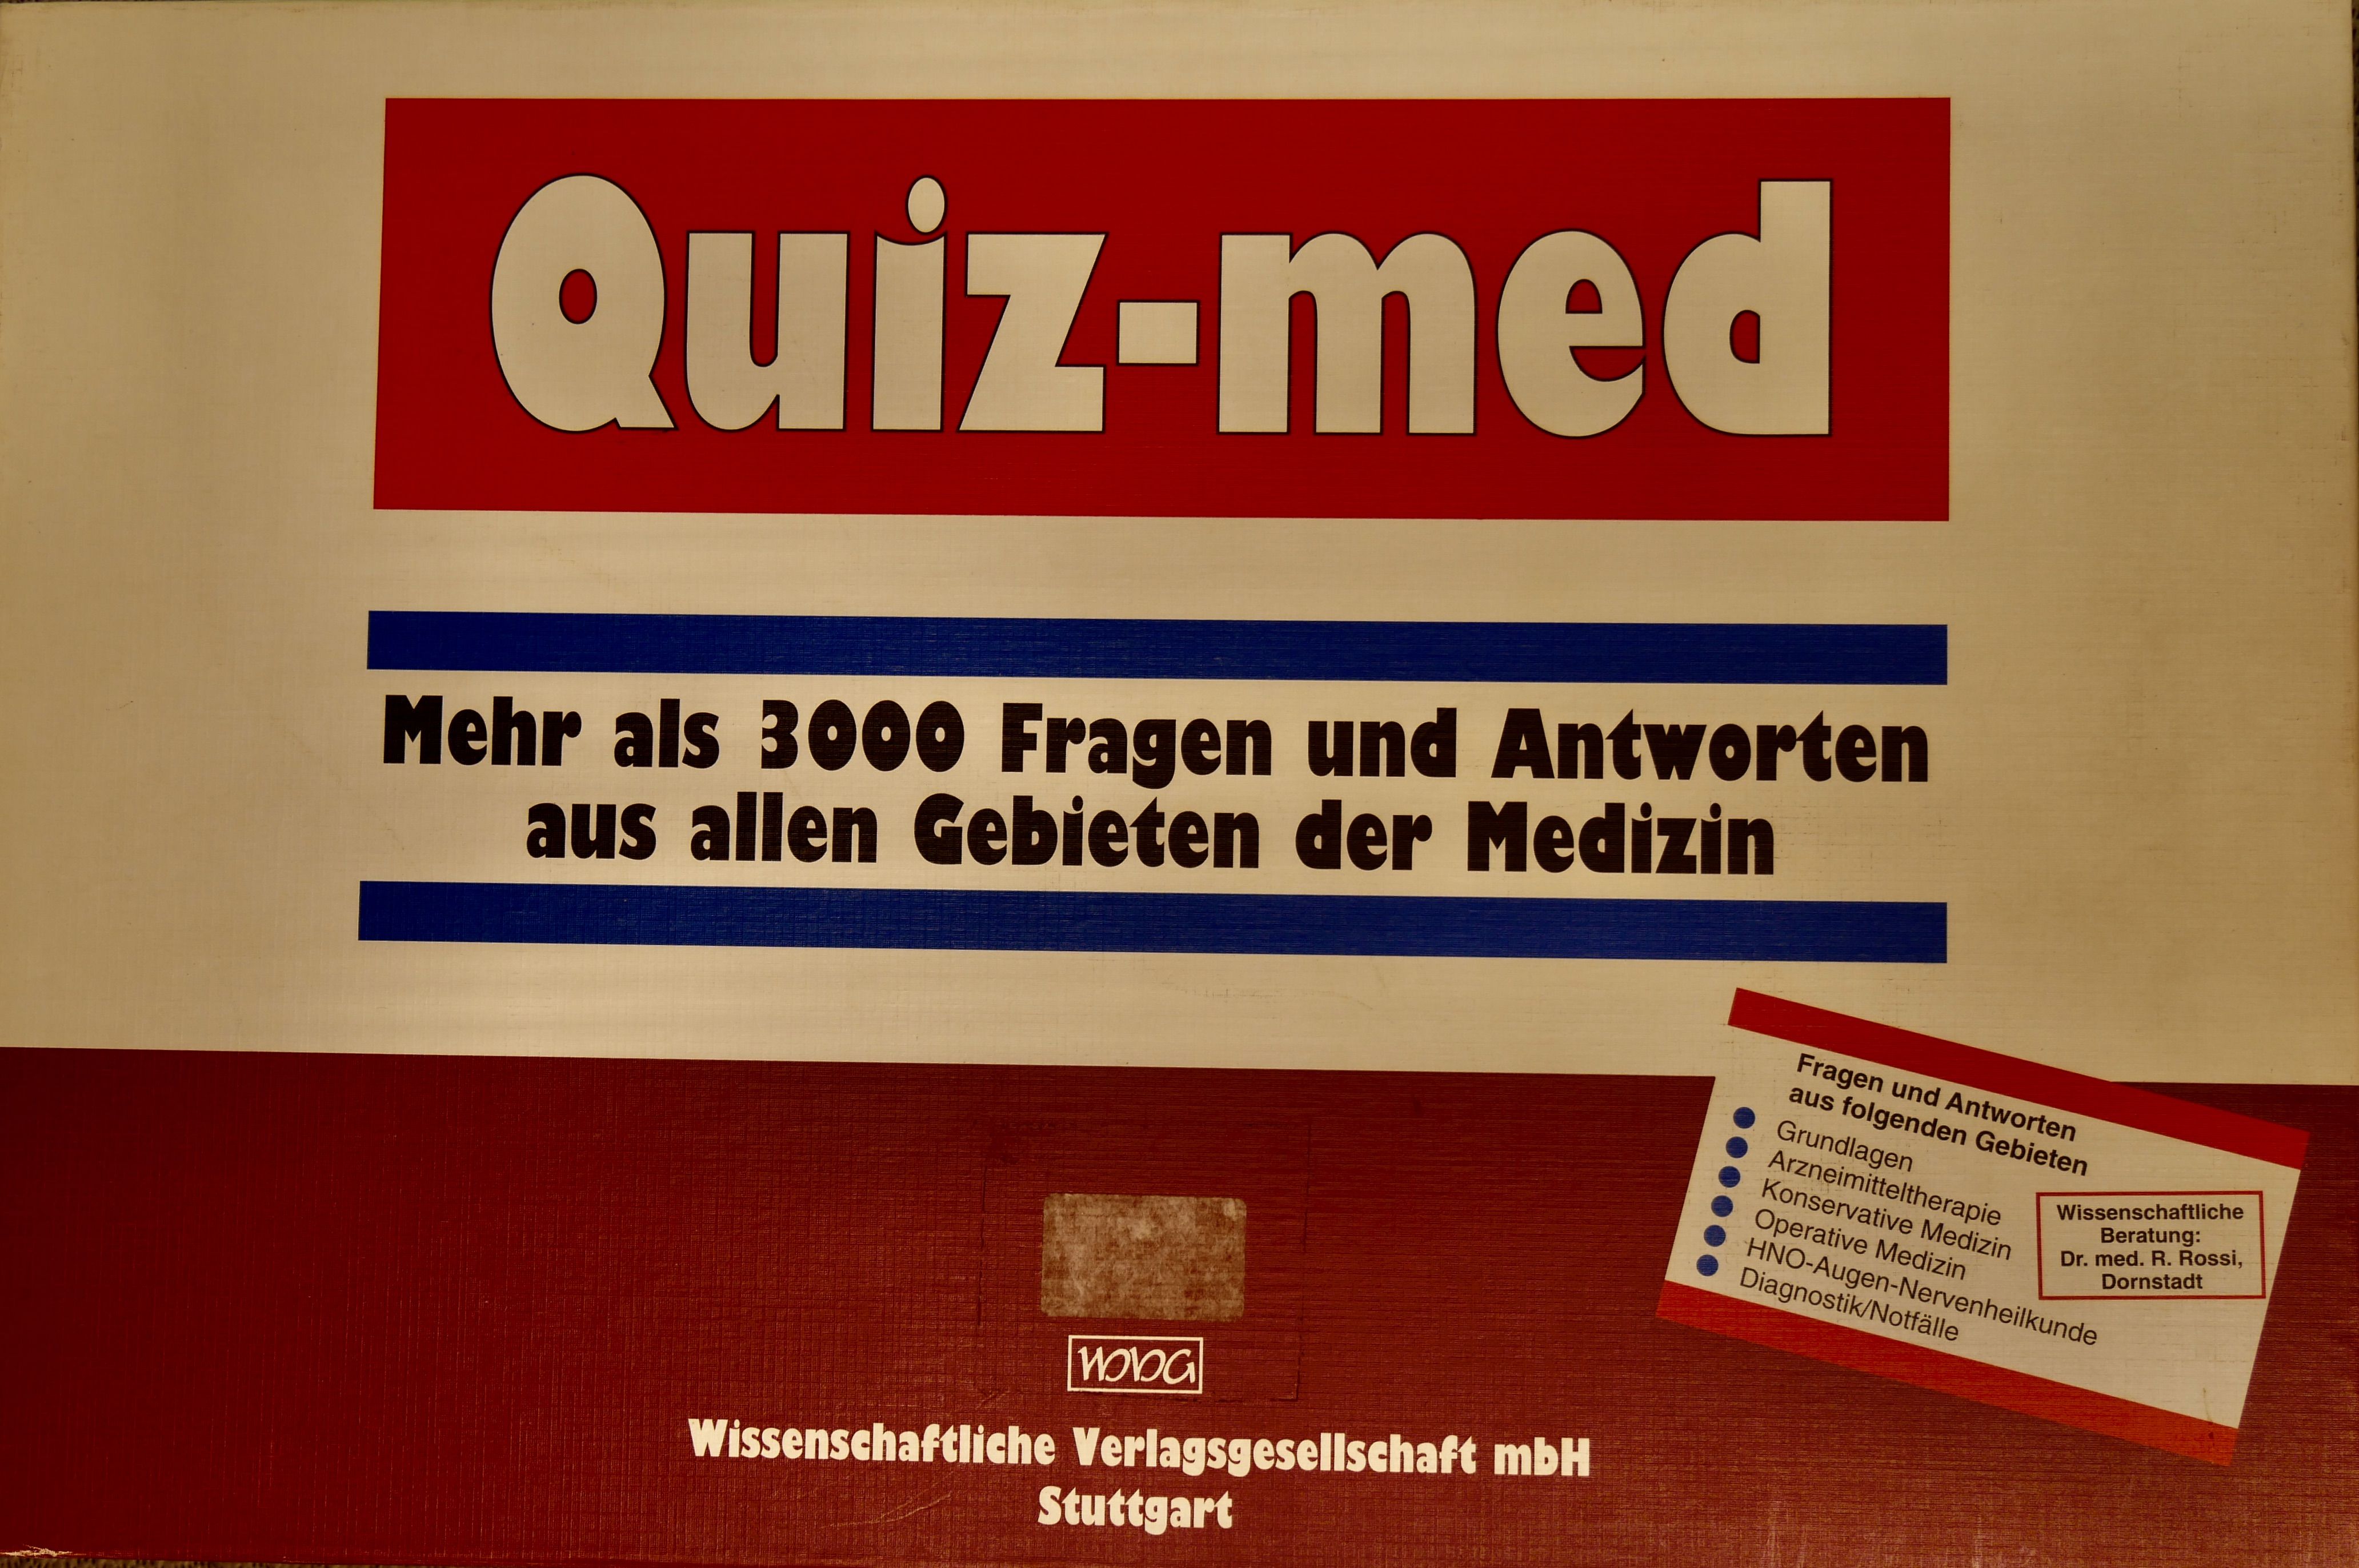 Quiz-med
Mehr als 3000 Fragen und Antworten
aus allen Gebieten der Medizin
Fragen und Antworten
aus folgenden Gebieten
Grundlagen
Arzneimitteltherapie
Konservative Medizin
Operative Medizin
HNO-Augen-Nervenheilkunde
Diagnostik/Notfälle
Wissenschaftliche
Beratung:
Dr. med. R. Rossi,
Dornstadt
WVG
Wissenschaftliche Verlagsgesellschaft mbH
Stuttgart